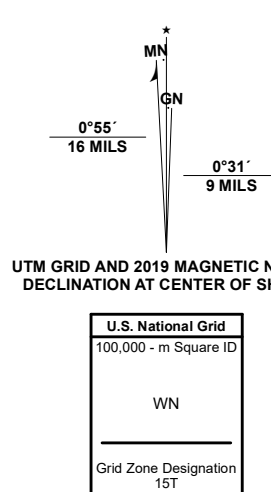 ★
MN
GN
0°55´
16 MILS
0°31´
9 MILS
UTM GRID AND 2019 MAGNETIC N
DECLINATION AT CENTER OF SH
U.S. National Grid
100,000 - m Square ID
WN
Grid Zone Designation
15T